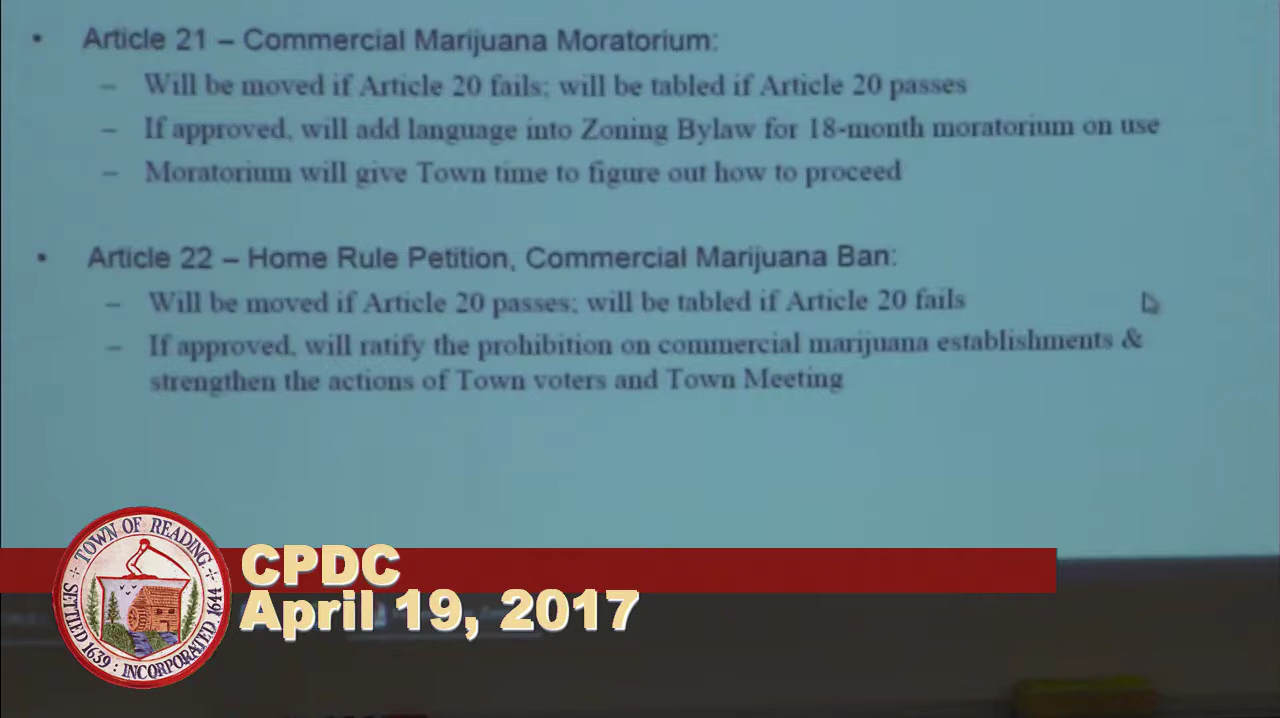 • Article 21 – Commercial Marijuana Moratorium:
– Will be moved if Article 20 fails; will be tabled if Article 20 passes
– If approved, will add language into Zoning Bylaw for 18-month moratorium on use
– Moratorium will give Town time to figure out how to proceed
• Article 22 – Home Rule Petition, Commercial Marijuana Ban:
– Will be moved if Article 20 passes; will be tabled if Article 20 fails
– If approved, will ratify the prohibition on commercial marijuana establishments &
strengthen the actions of Town voters and Town Meeting
TOWN OF READING
SETTLED 1639 : INCORPORATED 1644
CPDC
April 19, 2017